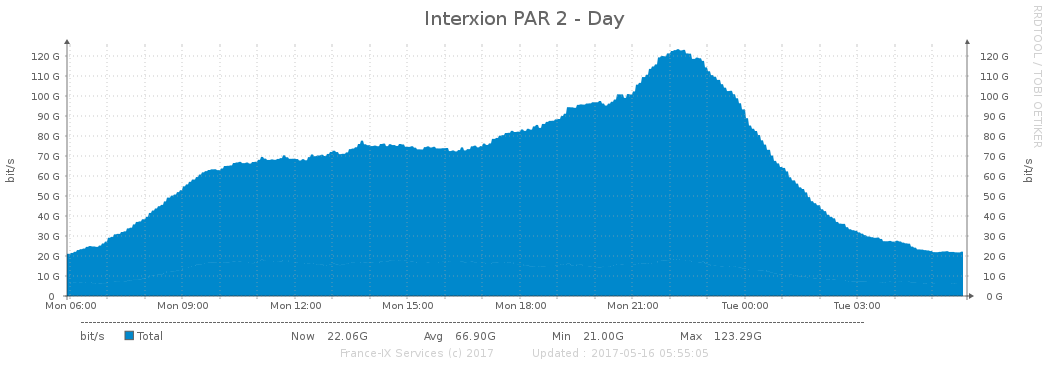 Interxion PAR 2 - Day
RRDTOOL / TOBI OETIKER
bit/s
120 G 120 G
110 G 110 G
100 G 100 G
90 G 90 G
80 G 80 G
70 G 70 G
60 G 60 G
50 G 50 G
40 G 40 G
30 G 30 G
20 G 20 G
10 G 10 G
0 0 G
bit/s
Mon 06:00 Mon 09:00 Mon 12:00 Mon 15:00 Mon 18:00 Mon 21:00 Tue 00:00 Tue 03:00
bit/s Total Now 22.06G Avg 66.90G Min 21.00G Max 123.29G
France-IX Services (c) 2017 Updated : 2017-05-16 05:55:05